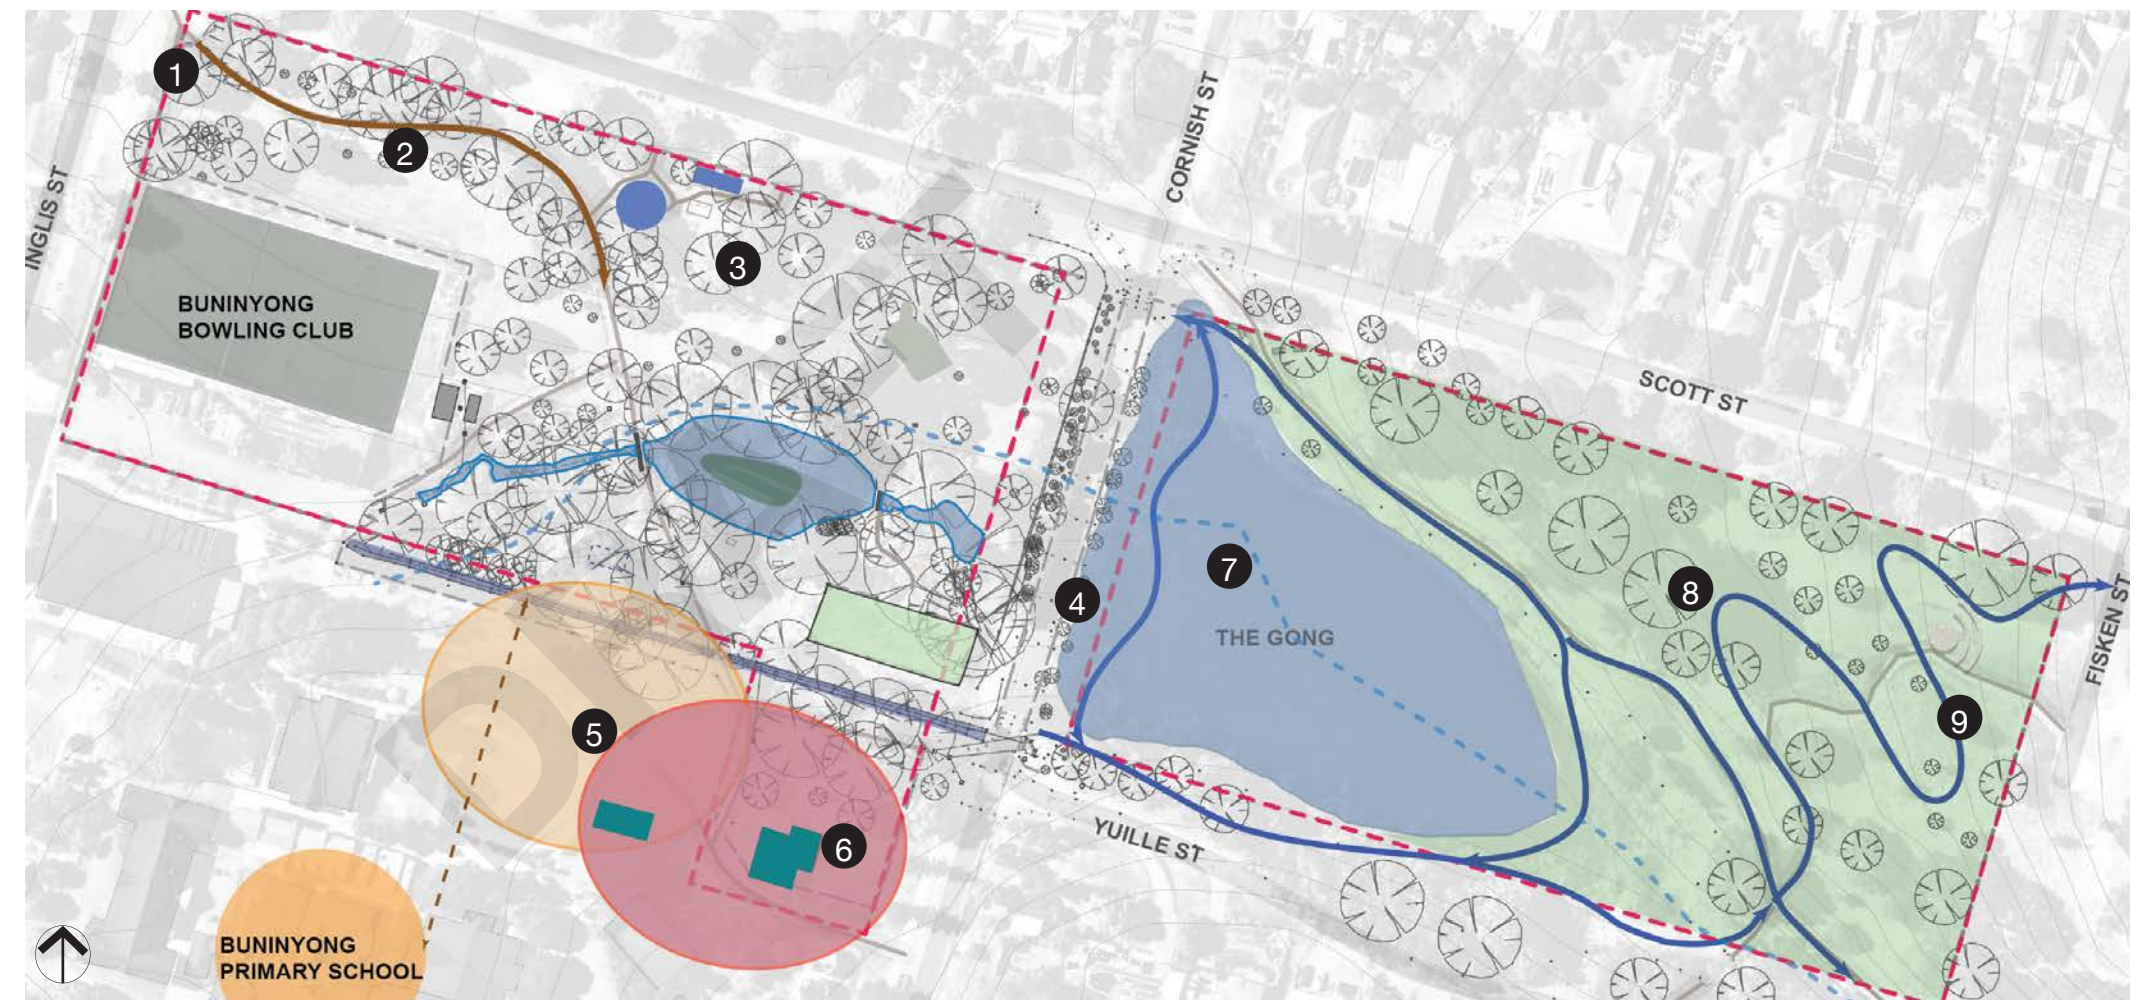 1
2
3
CORNISH ST
INGLIS ST
BUNINYONG
BOWLING CLUB
SCOTT ST
4
7
8
THE GONG
FISKEN ST
9
5
6
YUILLE ST
BUNINYONG
PRIMARY SCHOOL
DRAFT